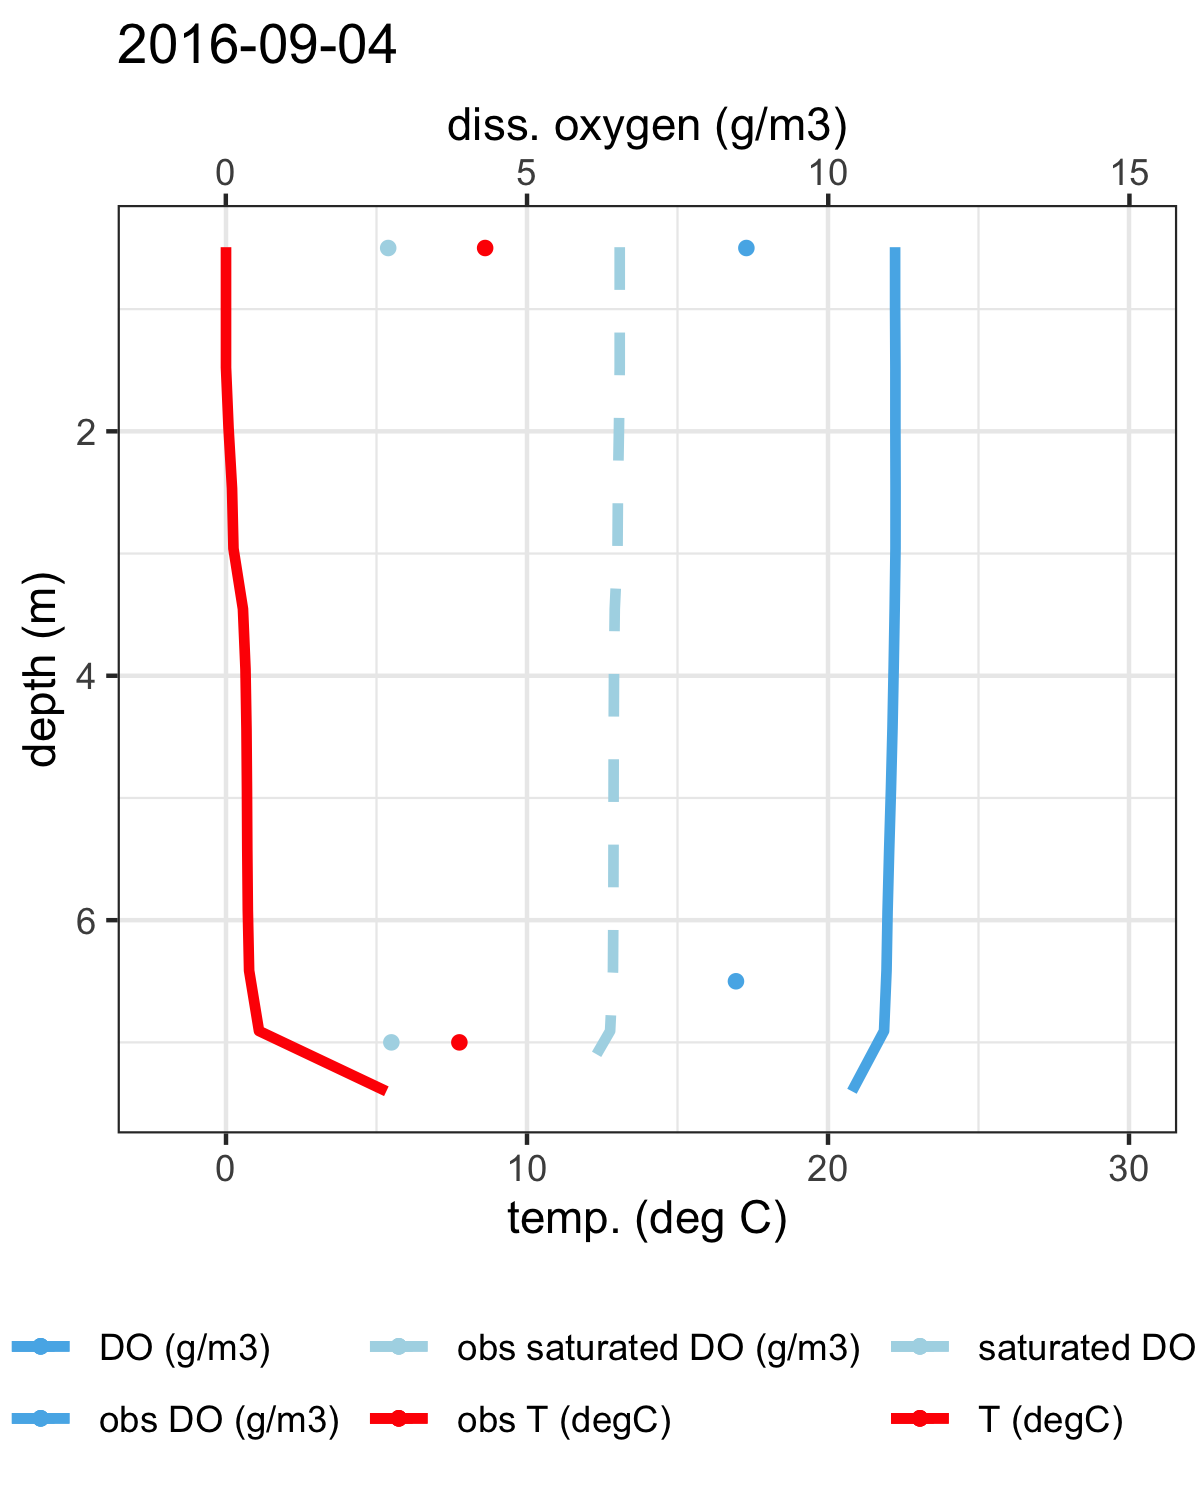 2016-09-04
diss. oxygen (g/m3)
0 5 10 15
depth (m)
2
4
6
0 10 20 30
temp. (deg C)
DO (g/m3) obs saturated DO (g/m3) saturated DO
obs DO (g/m3) obs T (degC) T (degC)